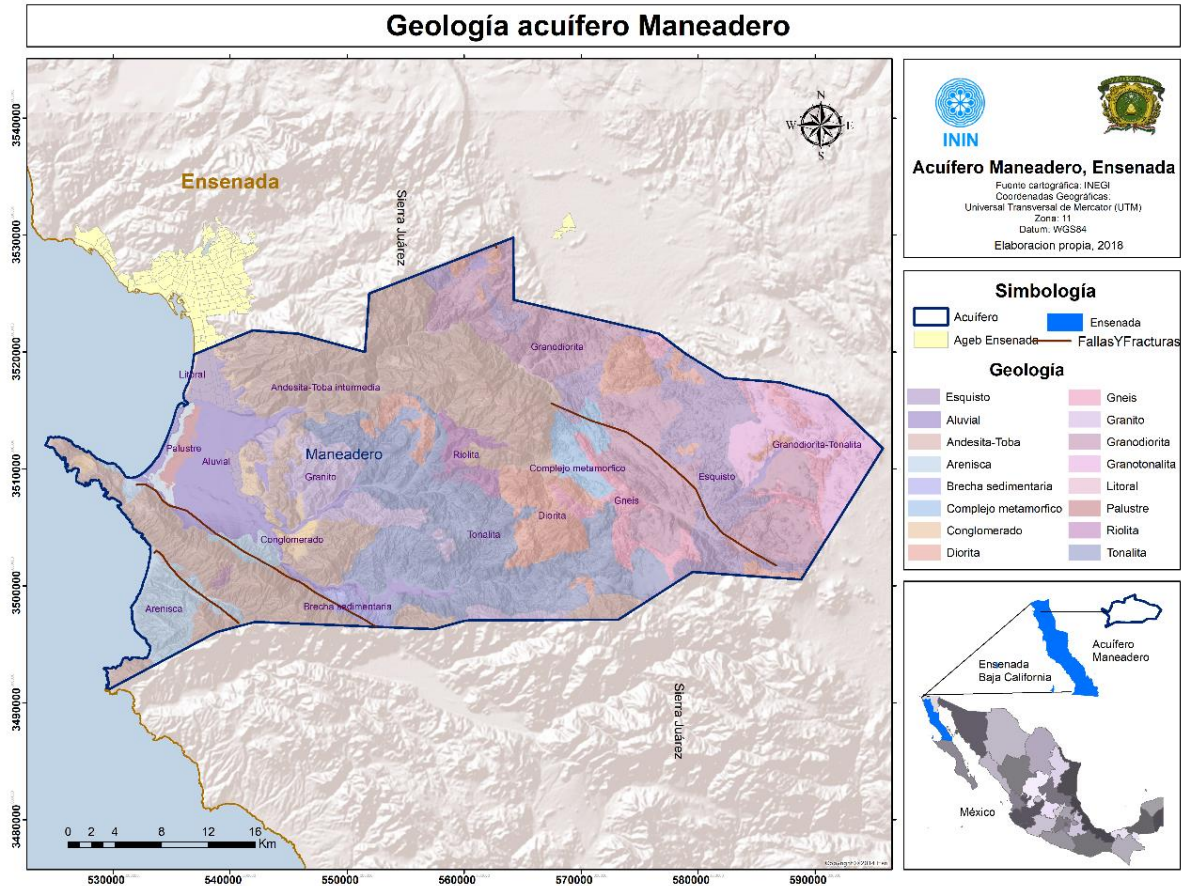 Geología acuífero Maneadero
N
W
E
S
Ensenada
Sierra Juárez
Granodiorita
Litoral
Andesita-Toba intermedia
Palustre
Aluvial
Maneadero
Riolita
Granodiorita-Tonalita
Granito
Complejo metamorfico
Esquisto
Gneis
Diorita
Conglomerado
Tonalita
Arenisca
Brecha sedimentaria
Sierra Juárez
3540000
3530000
3520000
3510000
3500000
3490000
3480000
0 2 4 8 12 16
Km
530000 540000 550000 560000 570000 580000 590000
ININ
Acuífero Maneadero, Ensenada
Fuente cartográfica: INEGI
Coordenadas Geográficas:
Universal Transversal de Mercator (UTM)
Zona: 11
Datum: WGS84
Elaboracion propia, 2018
Simbología
Acuífero
Ensenada
Ageb Ensenada
FallasYFracturas
Geología
Esquisto
Aluvial
Andesita-Toba
Arenisca
Brecha sedimentaria
Complejo metamorfico
Conglomerado
Diorita
Gneis
Granito
Granodiorita
Granotonalita
Litoral
Palustre
Riolita
Tonalita
Acuífero
Maneadero
Ensenada
Baja California
México